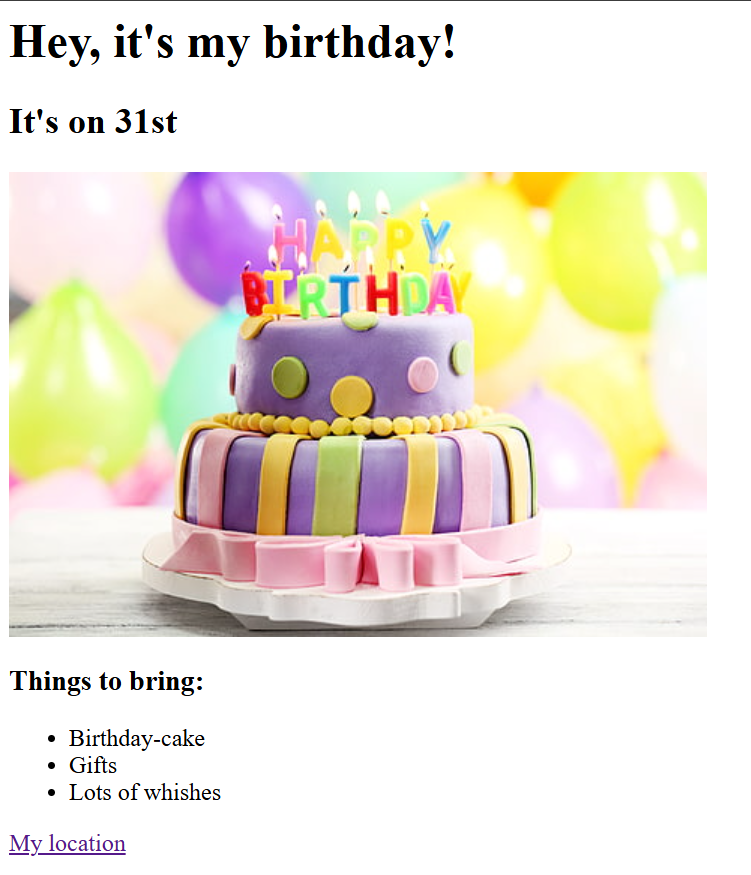 Hey, it's my birthday!
It's on 31st
HAPPY
BIRTHDAY
Things to bring:
Birthday-cake
Gifts
Lots of whishes
My location